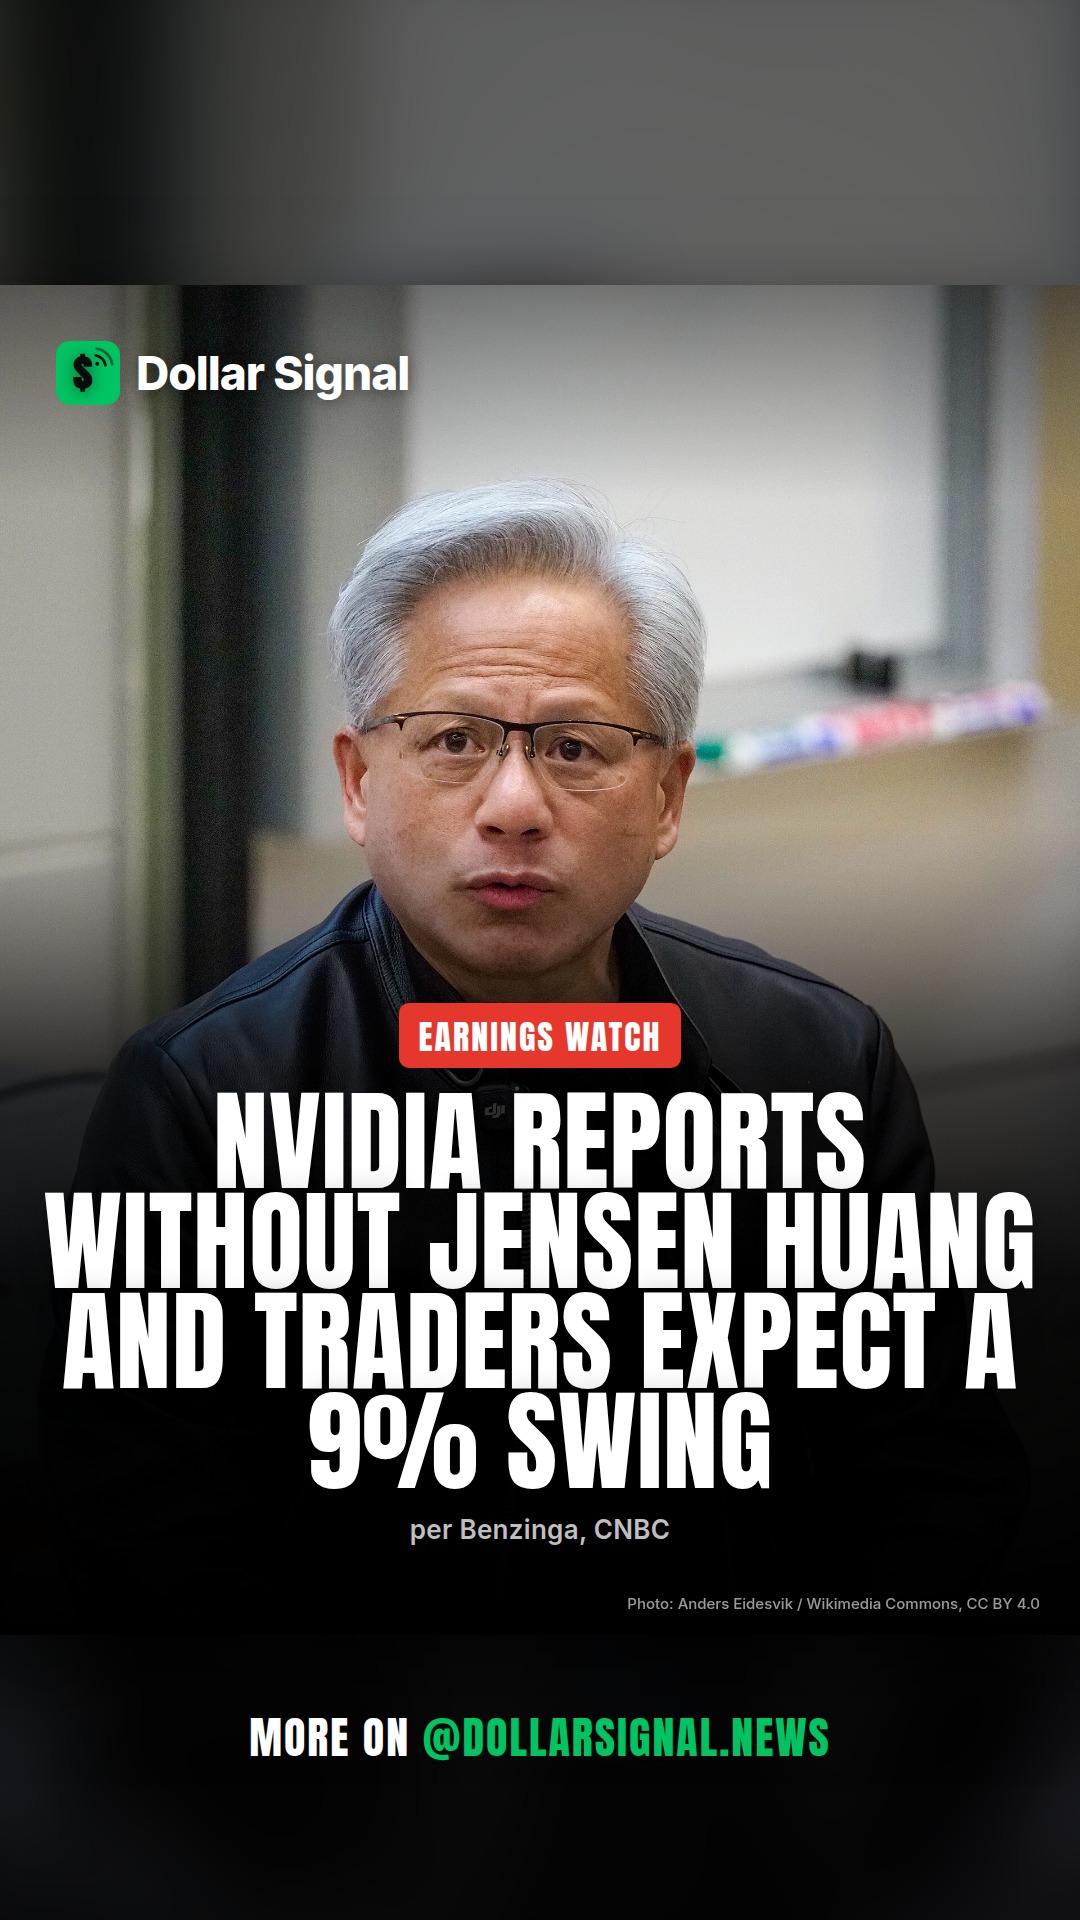 Dollar Signal
EARNINGS WATCH
dji
NVIDIA REPORTS
WITHOUT JENSEN HUANG
AND TRADERS EXPECT A
9% SWING
per Benzinga, CNBC
Photo: Anders Eidesvik / Wikimedia Commons, CC BY 4.0
MORE ON @DOLLARSIGNAL.NEWS